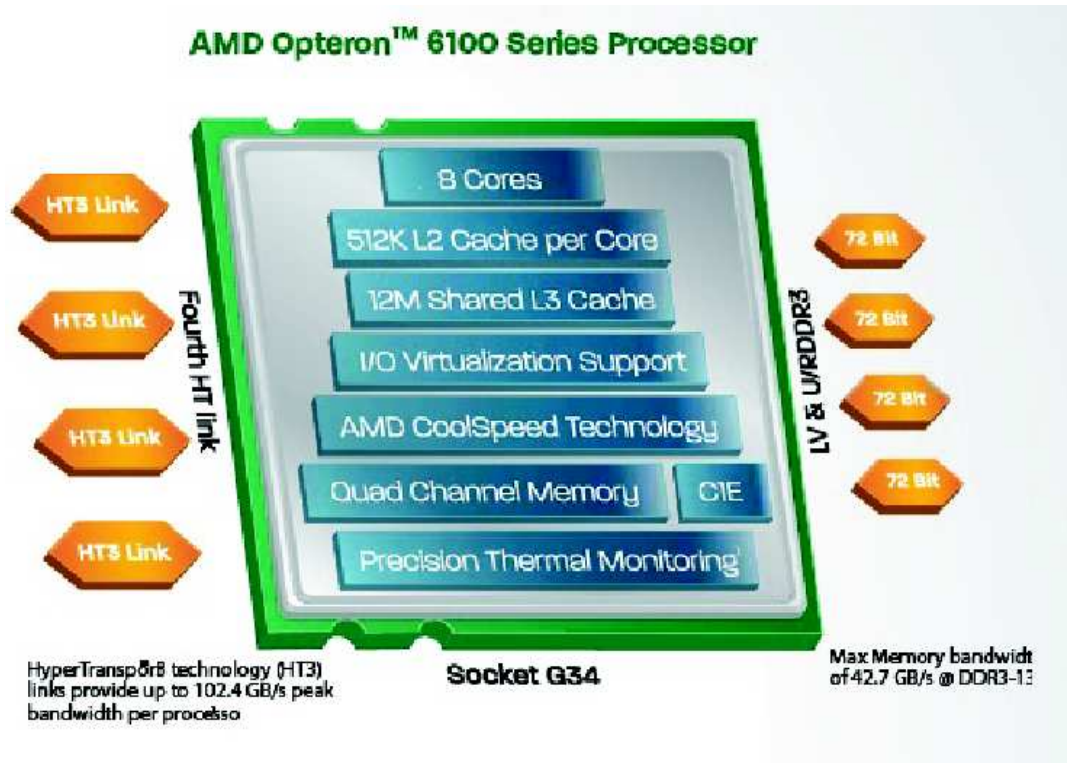 AMD Opteron™ 6100 Series Processor
8 Cores
512K L2 Cache per Core
12M Shared L3 Cache
I/O Virtualization Support
AMD CoolSpeed Technology
Quad Channel Memory
C1E
Precision Thermal Monitoring
HT3 Link
HT3 Link
HT3 Link
HT3 Link
Fourth HT link
72 Bit
72 Bit
72 Bit
72 Bit
LV & U/RDDR3
Socket G34
technology (HT3)
links provide up to 102.4 GB/s peak
bandwidth per processo
Max Memory bandwidt
of 42.7 GB/s @ DDR3-13